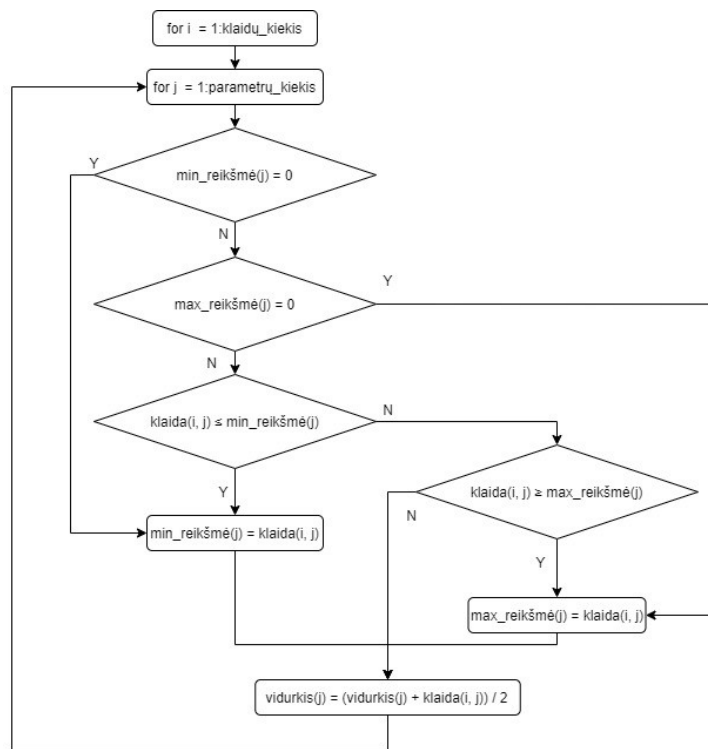 for i = 1:klaidų_kiekis
for j = 1:parametrų_kiekis
Y
min_reikšmė(j) = 0
N
Y
max_reikšmė(j) = 0
N
klaida(i, j) ≤ min_reikšmė(j)
N
Y
klaida(i, j) ≥ max_reikšmė(j)
N
min_reikšmė(j) = klaida(i, j)
Y
max_reikšmė(j) = klaida(i, j)
vidurkis(j) = (vidurkis(j) + klaida(i, j)) / 2